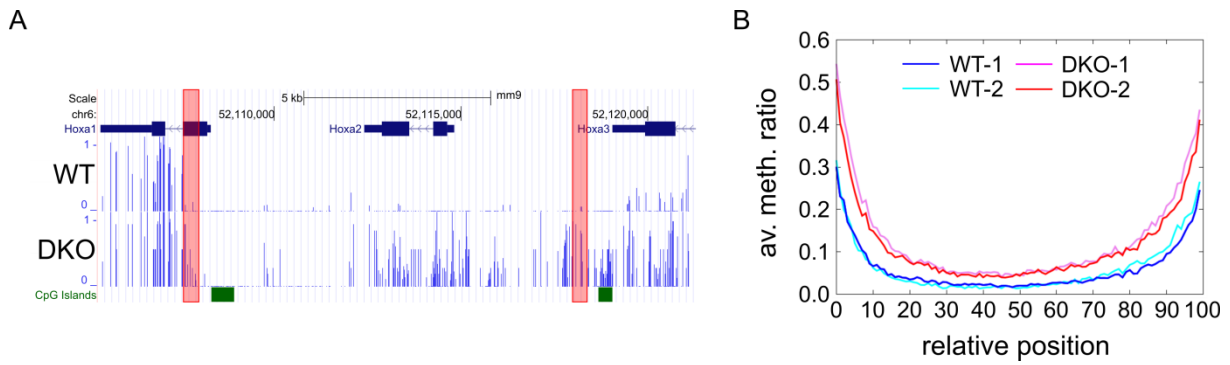 A
Scale
5 kb
mm9
chr6:
52,110,000
52,115,000
52,120,000
Hoxa1
Hoxa2
Hoxa3
1
WT
0
1
DKO
0
CpG Islands
B
0.6
0.5
0.4
0.3
0.2
0.1
0.0
av. meth. ratio
WT-1
DKO-1
WT-2
DKO-2
0 10 20 30 40 50 60 70 80 90 100
relative position